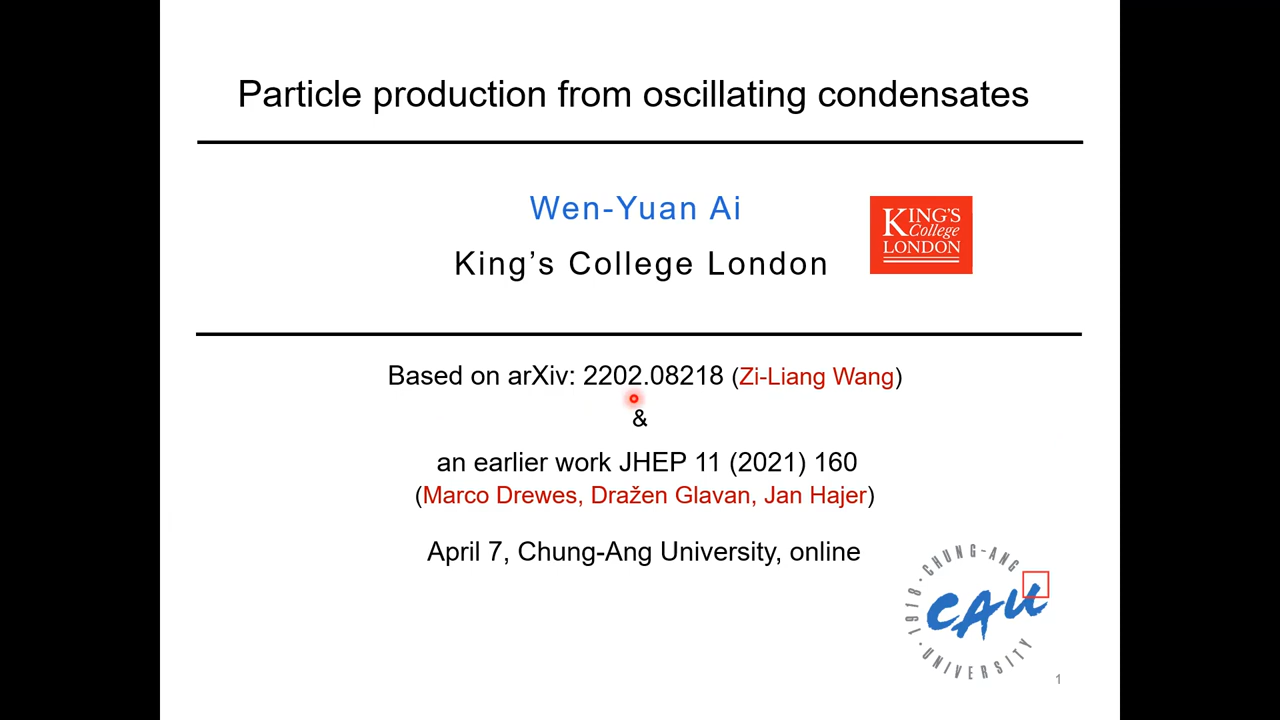 Particle production from oscillating condensates
Wen-Yuan Ai
King's College London
KING'S
College
LONDON
Based on arXiv: 2202.08218 (Zi-Liang Wang)
&
an earlier work JHEP 11 (2021) 160
(Marco Drewes, Dražen Glavan, Jan Hajer)
April 7, Chung-Ang University, online
1918 · CHUNG-ANG
CAU
· UNIVERSITY
1